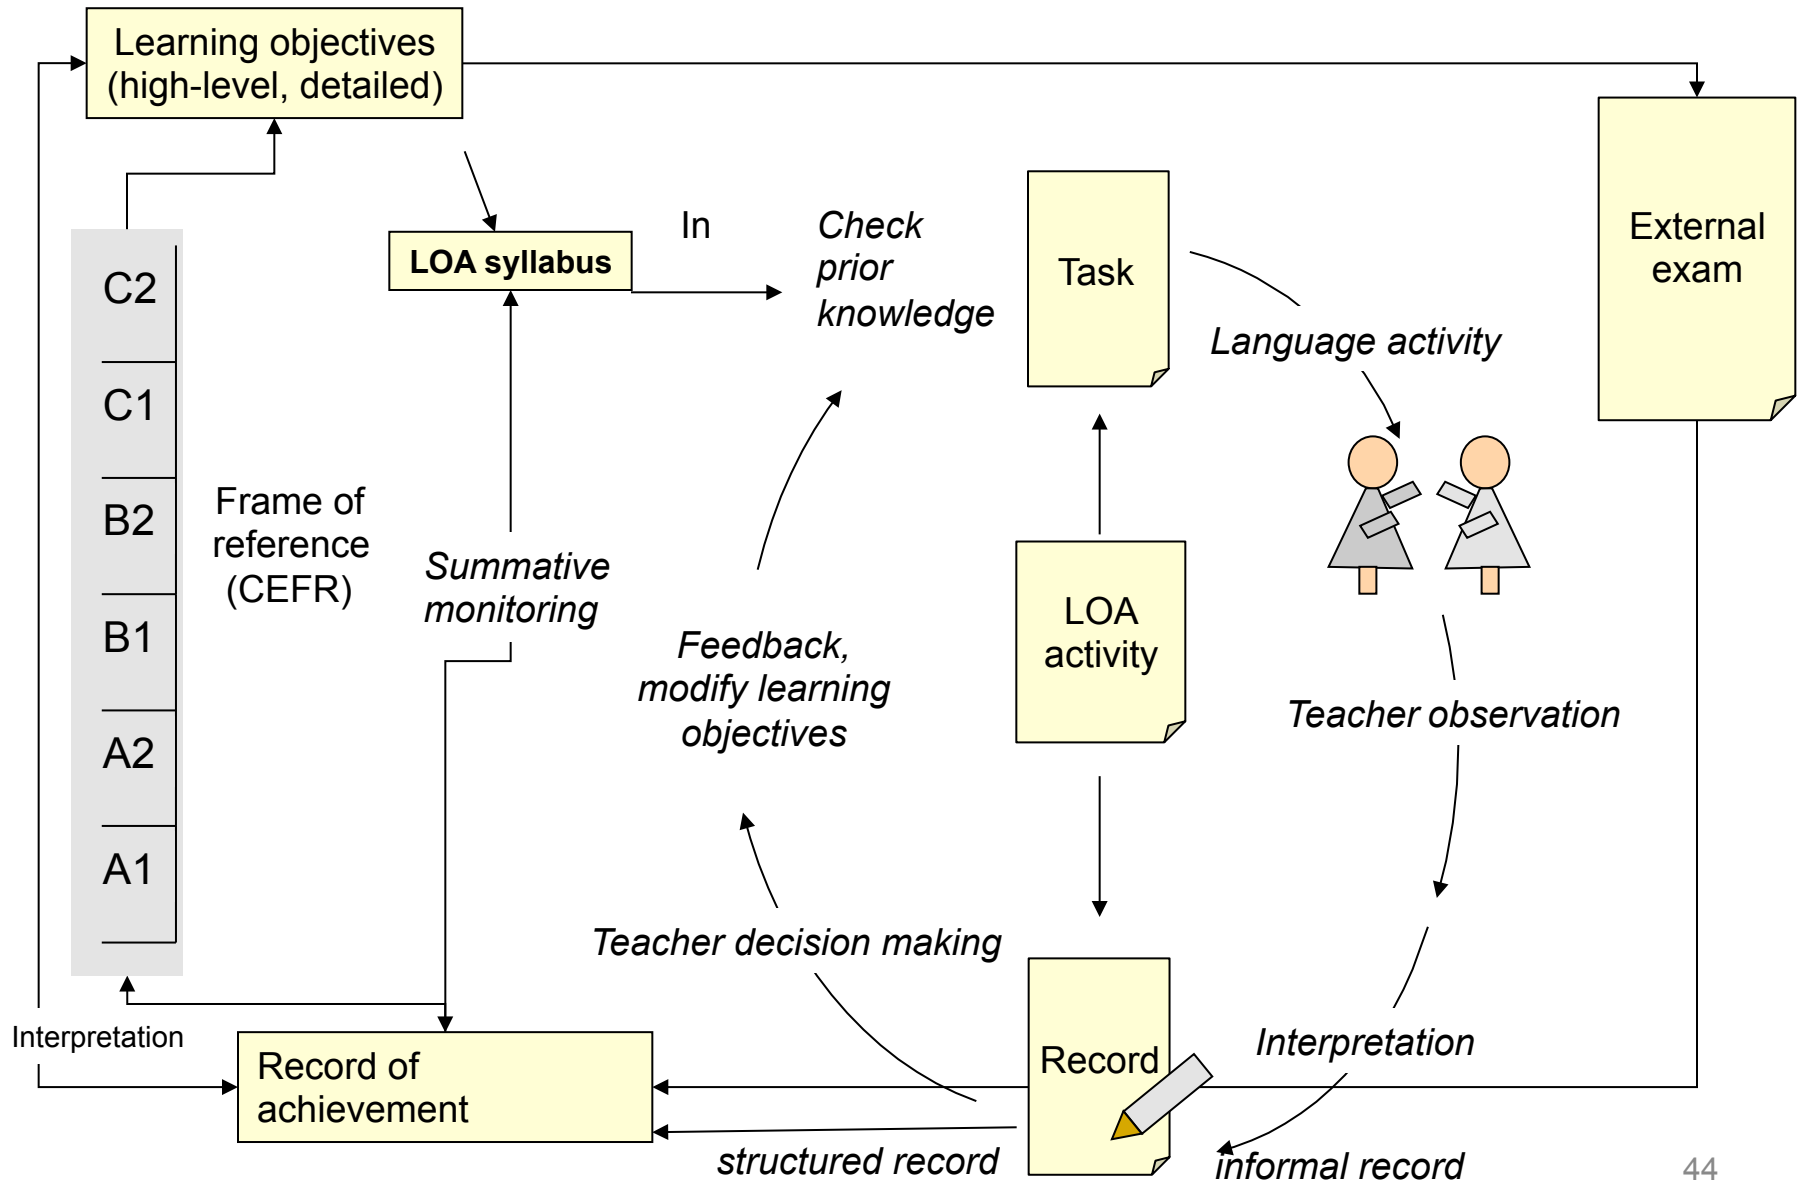 Learning objectives
(high-level, detailed)
LOA syllabus
In
Check
prior
knowledge
Task
External
exam
Language activity
C2
C1
B2
B1
A2
A1
Frame of
reference
(CEFR)
Summative
monitoring
Feedback,
modify learning
objectives
LOA
activity
Teacher observation
Teacher decision making
Interpretation
Record of
achievement
Record
Interpretation
structured record
informal record
44